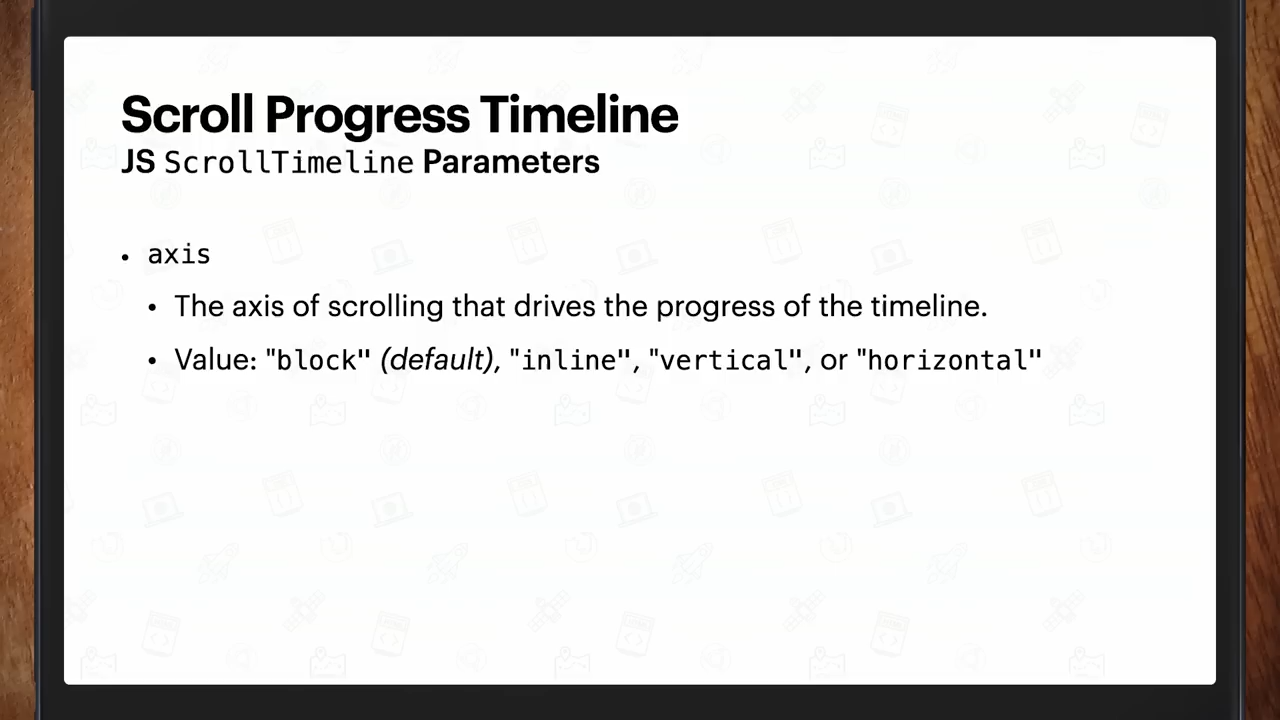 Scroll Progress Timeline
JS ScrollTimeline Parameters
• axis
• The axis of scrolling that drives the progress of the timeline.
• Value: "block" (default), "inline", "vertical", or "horizontal"